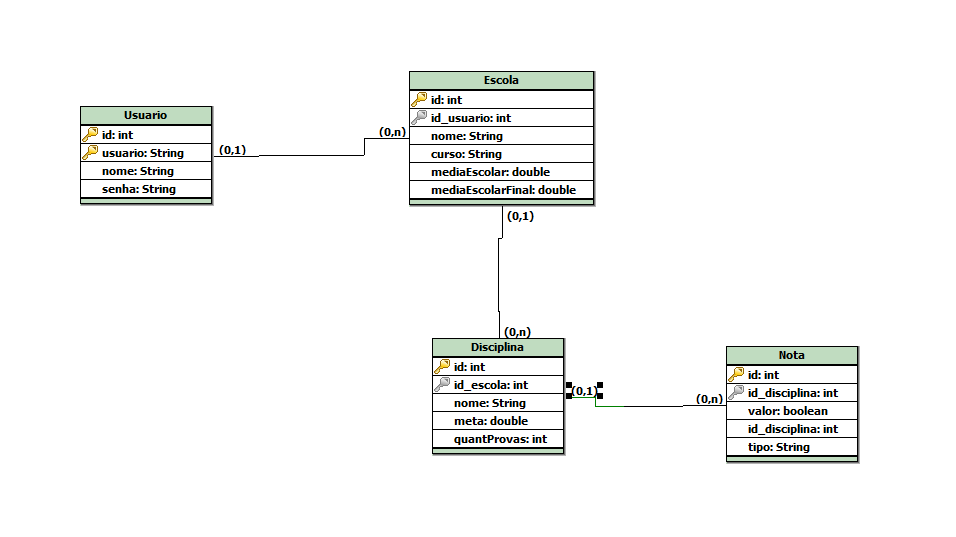 Usuario
id: int
usuario: String
nome: String
senha: String
(0,1)
(0,n)
Escola
id: int
id_usuario: int
nome: String
curso: String
mediaEscolar: double
mediaEscolarFinal: double
(0,1)
(0,n)
Disciplina
id: int
id_escola: int
nome: String
meta: double
quantProvas: int
(0,1)
(0,n)
Nota
id: int
id_disciplina: int
valor: boolean
id_disciplina: int
tipo: String